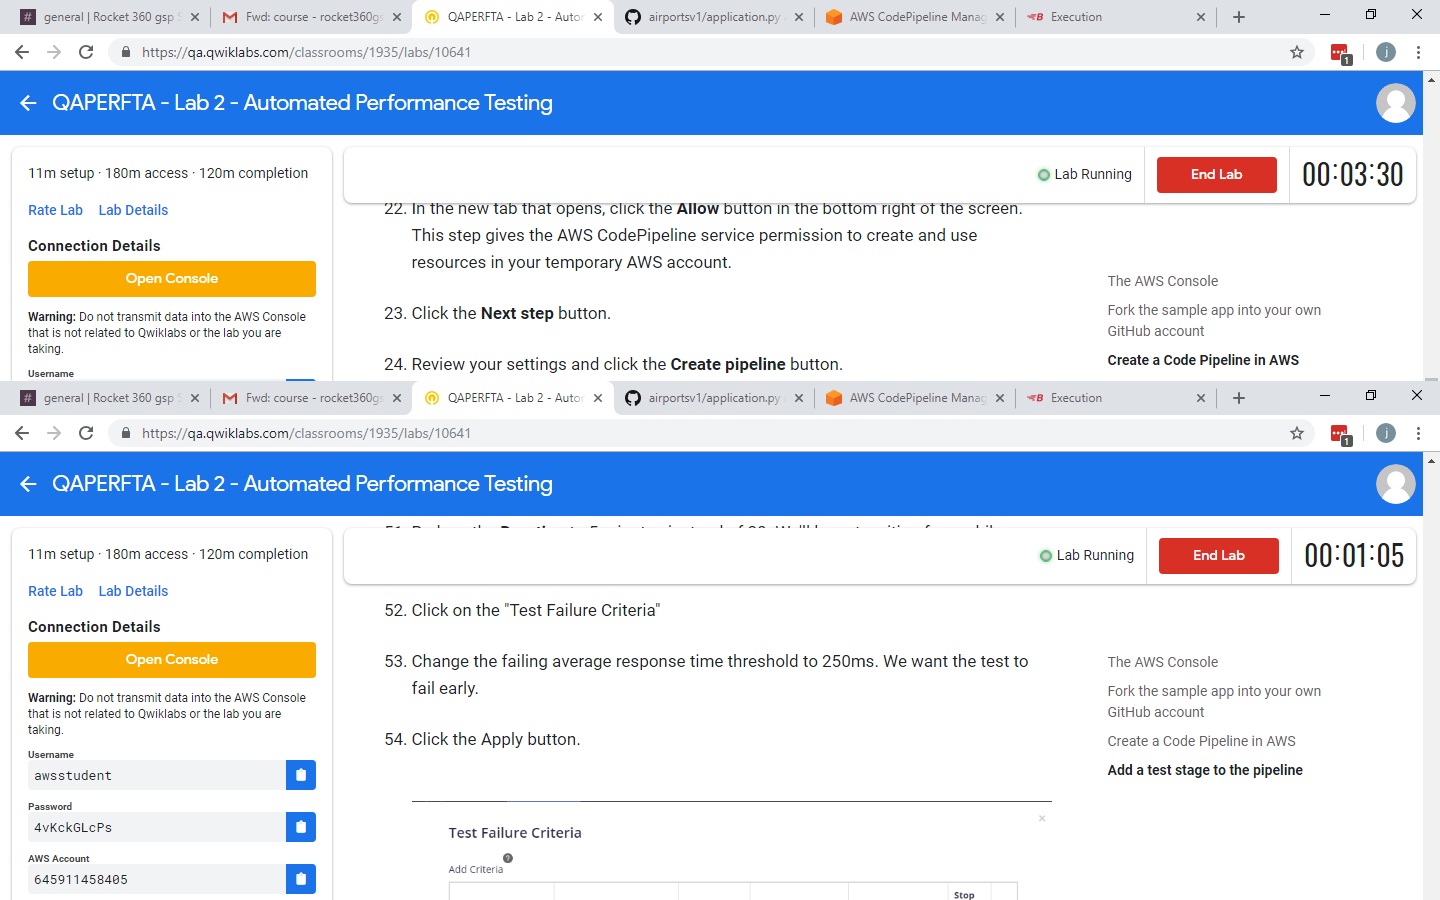 general | Rocket 360 gsp
Fwd: course - rocket360gs
QAPERFTA - Lab 2 - Autor
airportsv1/application.py
AWS CodePipeline Manag
Execution
https://qa.qwiklabs.com/classrooms/1935/labs/10641
1
j
QAPERFTA - Lab 2 - Automated Performance Testing
11m setup · 180m access · 120m completion
Rate Lab Lab Details
Connection Details
Open Console
Warning: Do not transmit data into the AWS Console
that is not related to Qwiklabs or the lab you are
taking.
Username
Lab Running
End Lab
00:03:30
22. In the new tab that opens, click the Allow button in the bottom right of the screen.
This step gives the AWS CodePipeline service permission to create and use
resources in your temporary AWS account.
23. Click the Next step button.
24. Review your settings and click the Create pipeline button.
The AWS Console
Fork the sample app into your own
GitHub account
Create a Code Pipeline in AWS
general | Rocket 360 gsp
Fwd: course - rocket360gs
QAPERFTA - Lab 2 - Autor
airportsv1/application.py
AWS CodePipeline Manag
Execution
https://qa.qwiklabs.com/classrooms/1935/labs/10641
1
j
QAPERFTA - Lab 2 - Automated Performance Testing
11m setup · 180m access · 120m completion
Rate Lab Lab Details
Connection Details
Open Console
Warning: Do not transmit data into the AWS Console
that is not related to Qwiklabs or the lab you are
taking.
Username
awsstudent
Password
4vKckGLcPs
AWS Account
645911458405
Lab Running
End Lab
00:01:05
52. Click on the "Test Failure Criteria"
53. Change the failing average response time threshold to 250ms. We want the test to
fail early.
54. Click the Apply button.
Test Failure Criteria
Add Criteria
Stop
The AWS Console
Fork the sample app into your own
GitHub account
Create a Code Pipeline in AWS
Add a test stage to the pipeline